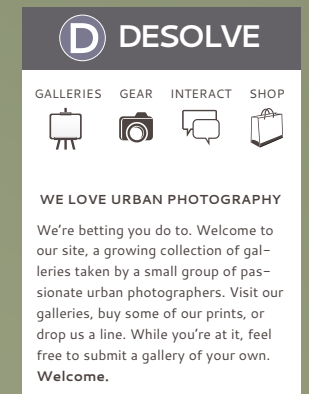 D DESOLVE
GALLERIES GEAR INTERACT SHOP
WE LOVE URBAN PHOTOGRAPHY
We're betting you do to. Welcome to
our site, a growing collection of gal-
leries taken by a small group of pas-
sionate urban photographers. Visit our
galleries, buy some of our prints, or
drop us a line. While you're at it, feel
free to submit a gallery of your own.
Welcome.